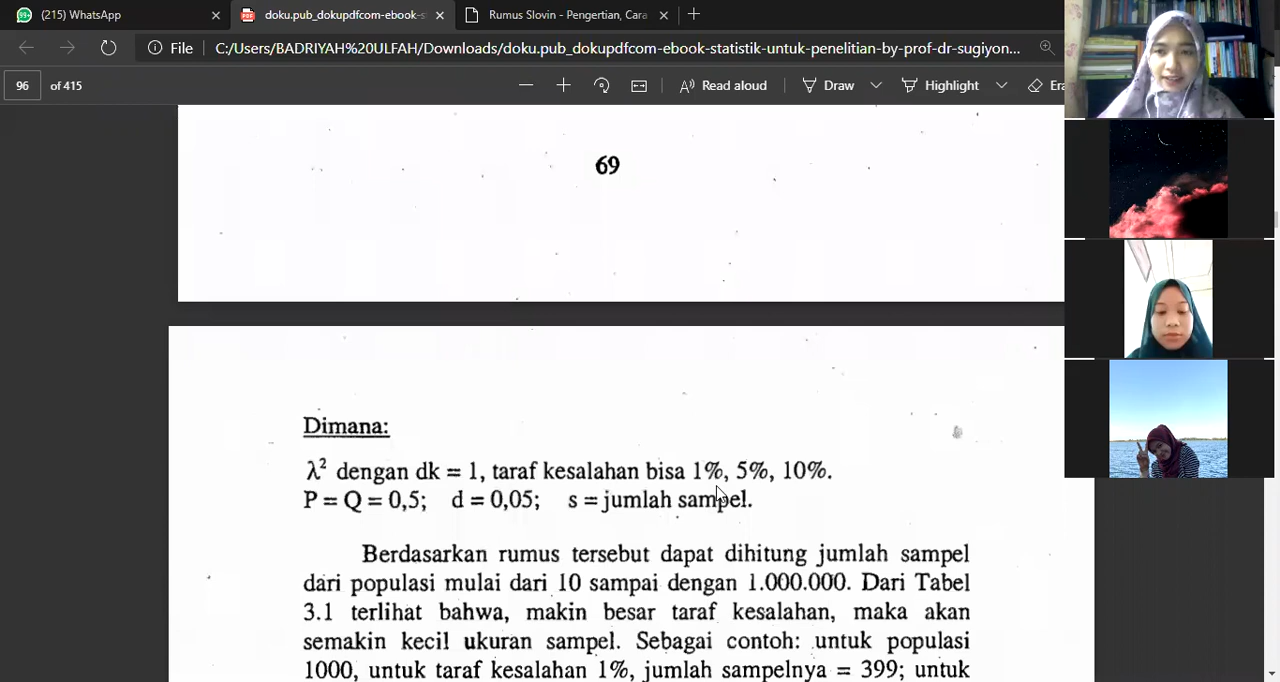 (215) WhatsApp
doku.pub_dokupdfcom-ebook-s
Rumus Slovin - Pengertian, Cara
File
C:/Users/BADRIYAH%20ULFAH/Downloads/doku.pub_dokupdfcom-ebook-statistik-untuk-penelitian-by-prof-dr-sugiyon...
96 of 415
Read aloud
Draw
Highlight
Era
69
Dimana:
λ² dengan dk = 1, taraf kesalahan bisa 1%, 5%, 10%.
P = Q = 0,5; d = 0,05; s = jumlah sampel.
Berdasarkan rumus tersebut dapat dihitung jumlah sampel
dari populasi mulai dari 10 sampai dengan 1.000.000. Dari Tabel
3.1 terlihat bahwa, makin besar taraf kesalahan, maka akan
semakin kecil ukuran sampel. Sebagai contoh: untuk populasi
1000, untuk taraf kesalahan 1%, jumlah sampelnya = 399; untuk